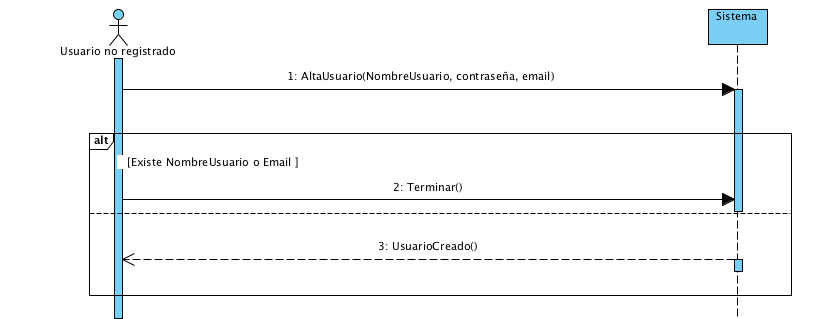 Sistema
Usuario no registrado
1: AltaUsuario(NombreUsuario, contraseña, email)
alt
[Existe NombreUsuario o Email ]
2: Terminar()
3: UsuarioCreado()